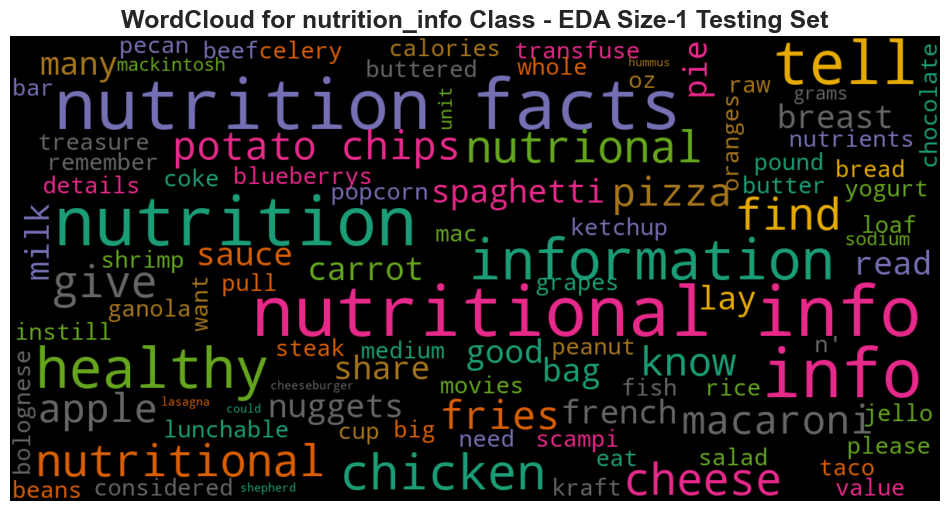 WordCloud for nutrition_info Class - EDA Size-1 Testing Set
pecan beef celery calories transfuse pie tell
many mackintosh buttered whole hummus oz raw grams chocolate
bar nutrition facts unit breast
treasure potato chips nutrional oranges nutrients
remember details coke blueberrys popcorn spaghetti pizza pound butter bread yogurt
milk nutrition mac find ketchup loaf sodium
shrimp sauce carrot information read
give pull grapes lay
ganola want nutritional info
instill steak medium good peanut n'
healthy cheeseburger share movies bag know fish rice info
bolognese apple lasagna could nuggets fries french macaroni jello
lunchable cup big need scampi please
nutritional chicken eat salad taco
beans considered shepherd kraft cheese value